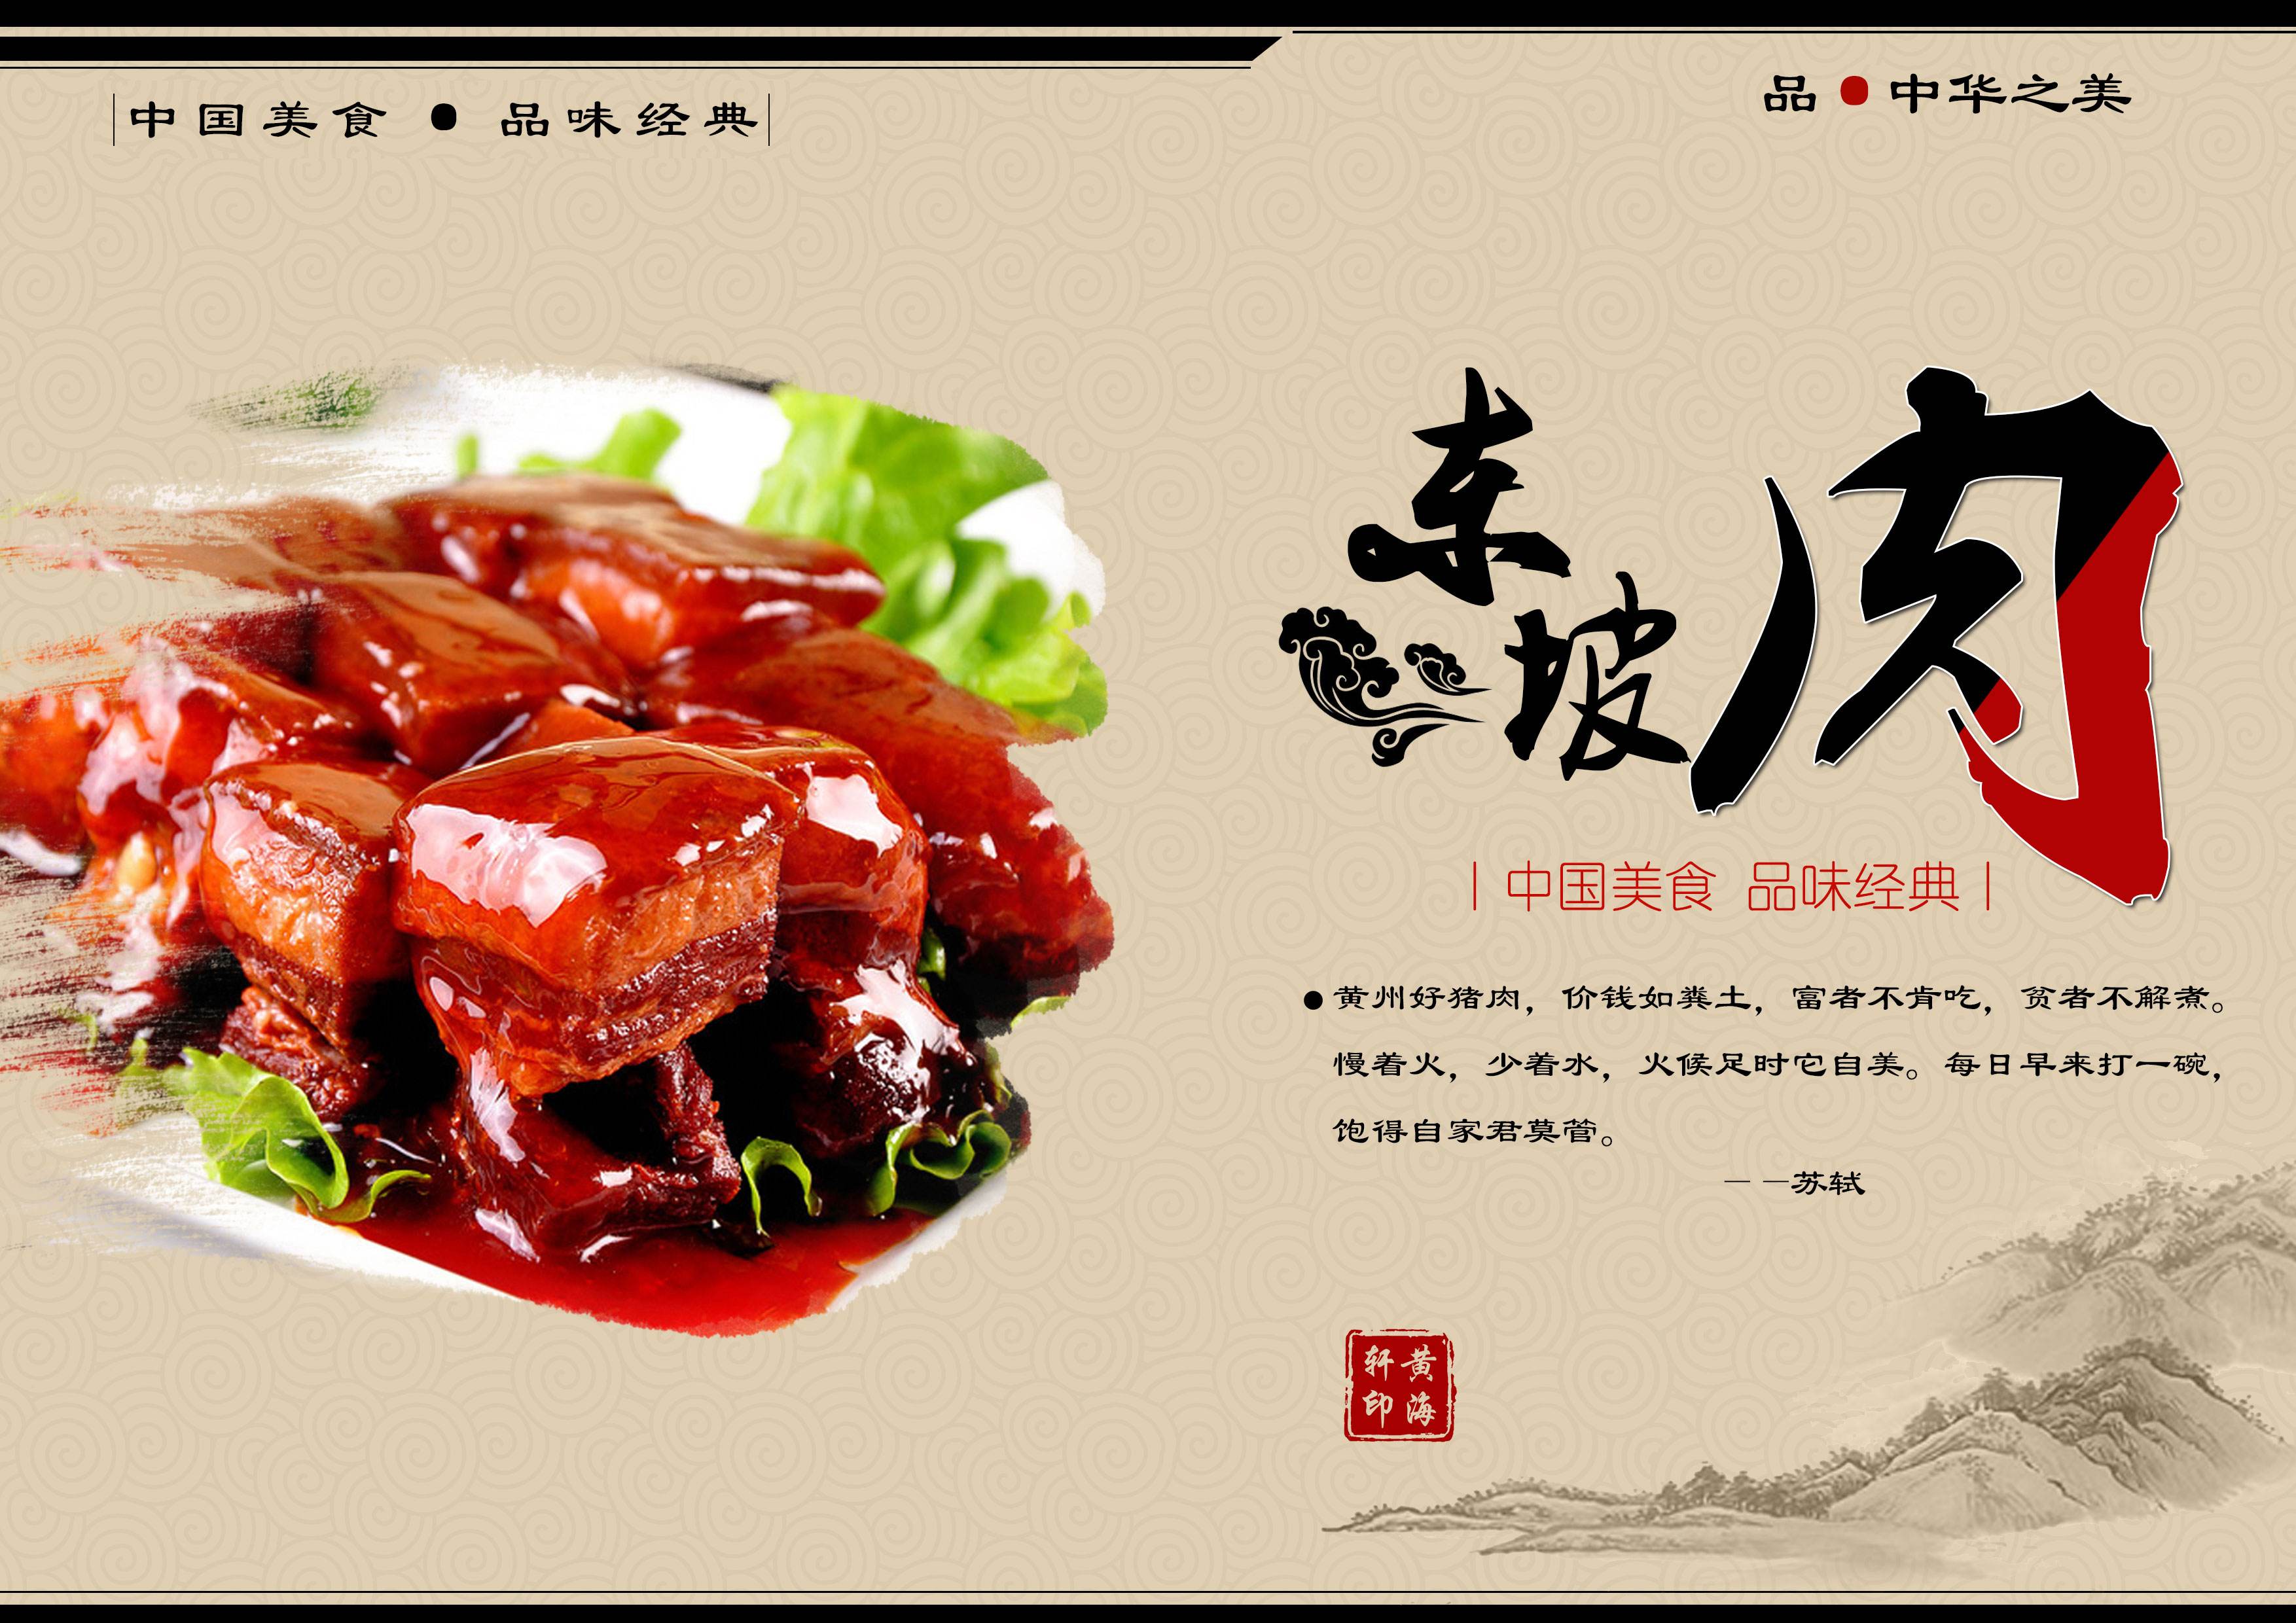 中国美食 ● 品味经典
品●中华之美
东坡肉
|中国美食 品味经典|
●黄州好猪肉，价钱如粪土，富者不肯吃，贫者不解煮。
慢着火，少着水，火候足时它自美。每日早来打一碗，
饱得自家君莫管。
— —苏轼
黄海
轩印